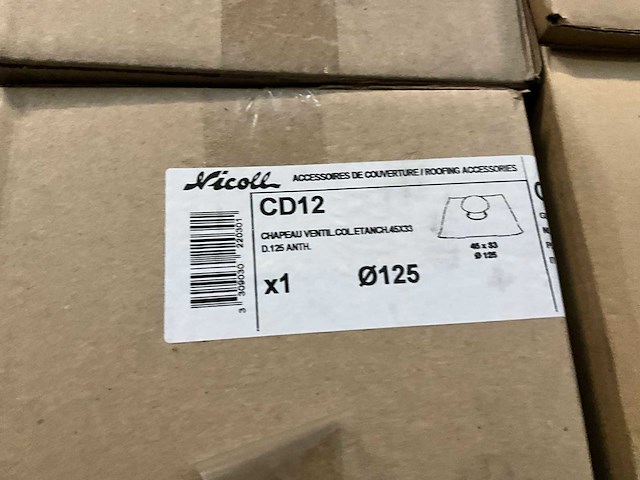 Nicoll
ACCESSOIRES DE COUVERTURE / ROOFING ACCESSORIES
CD12
CHAPEAU VENTIL.COL.ETANCH.45X33
D.125 ANTH.
45 x 33
Ø 125
x1 Ø125
3 309030 220301